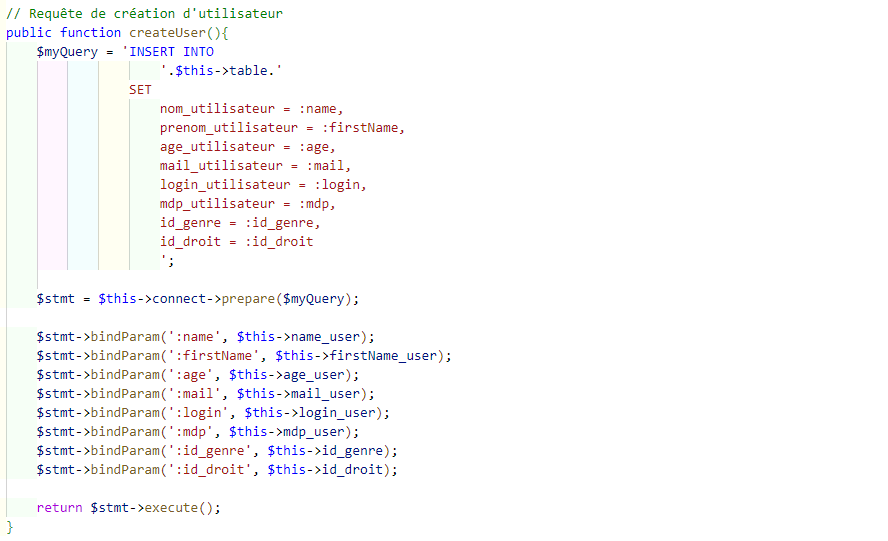 // Requête de création d'utilisateur
public function createUser(){
    $myQuery = 'INSERT INTO
                    '.$this->table.'
                SET
                    nom_utilisateur = :name,
                    prenom_utilisateur = :firstName,
                    age_utilisateur = :age,
                    mail_utilisateur = :mail,
                    login_utilisateur = :login,
                    mdp_utilisateur = :mdp,
                    id_genre = :id_genre,
                    id_droit = :id_droit
                    ';
    $stmt = $this->connect->prepare($myQuery);
    $stmt->bindParam(':name', $this->name_user);
    $stmt->bindParam(':firstName', $this->firstName_user);
    $stmt->bindParam(':age', $this->age_user);
    $stmt->bindParam(':mail', $this->mail_user);
    $stmt->bindParam(':login', $this->login_user);
    $stmt->bindParam(':mdp', $this->mdp_user);
    $stmt->bindParam(':id_genre', $this->id_genre);
    $stmt->bindParam(':id_droit', $this->id_droit);
    return $stmt->execute();
}